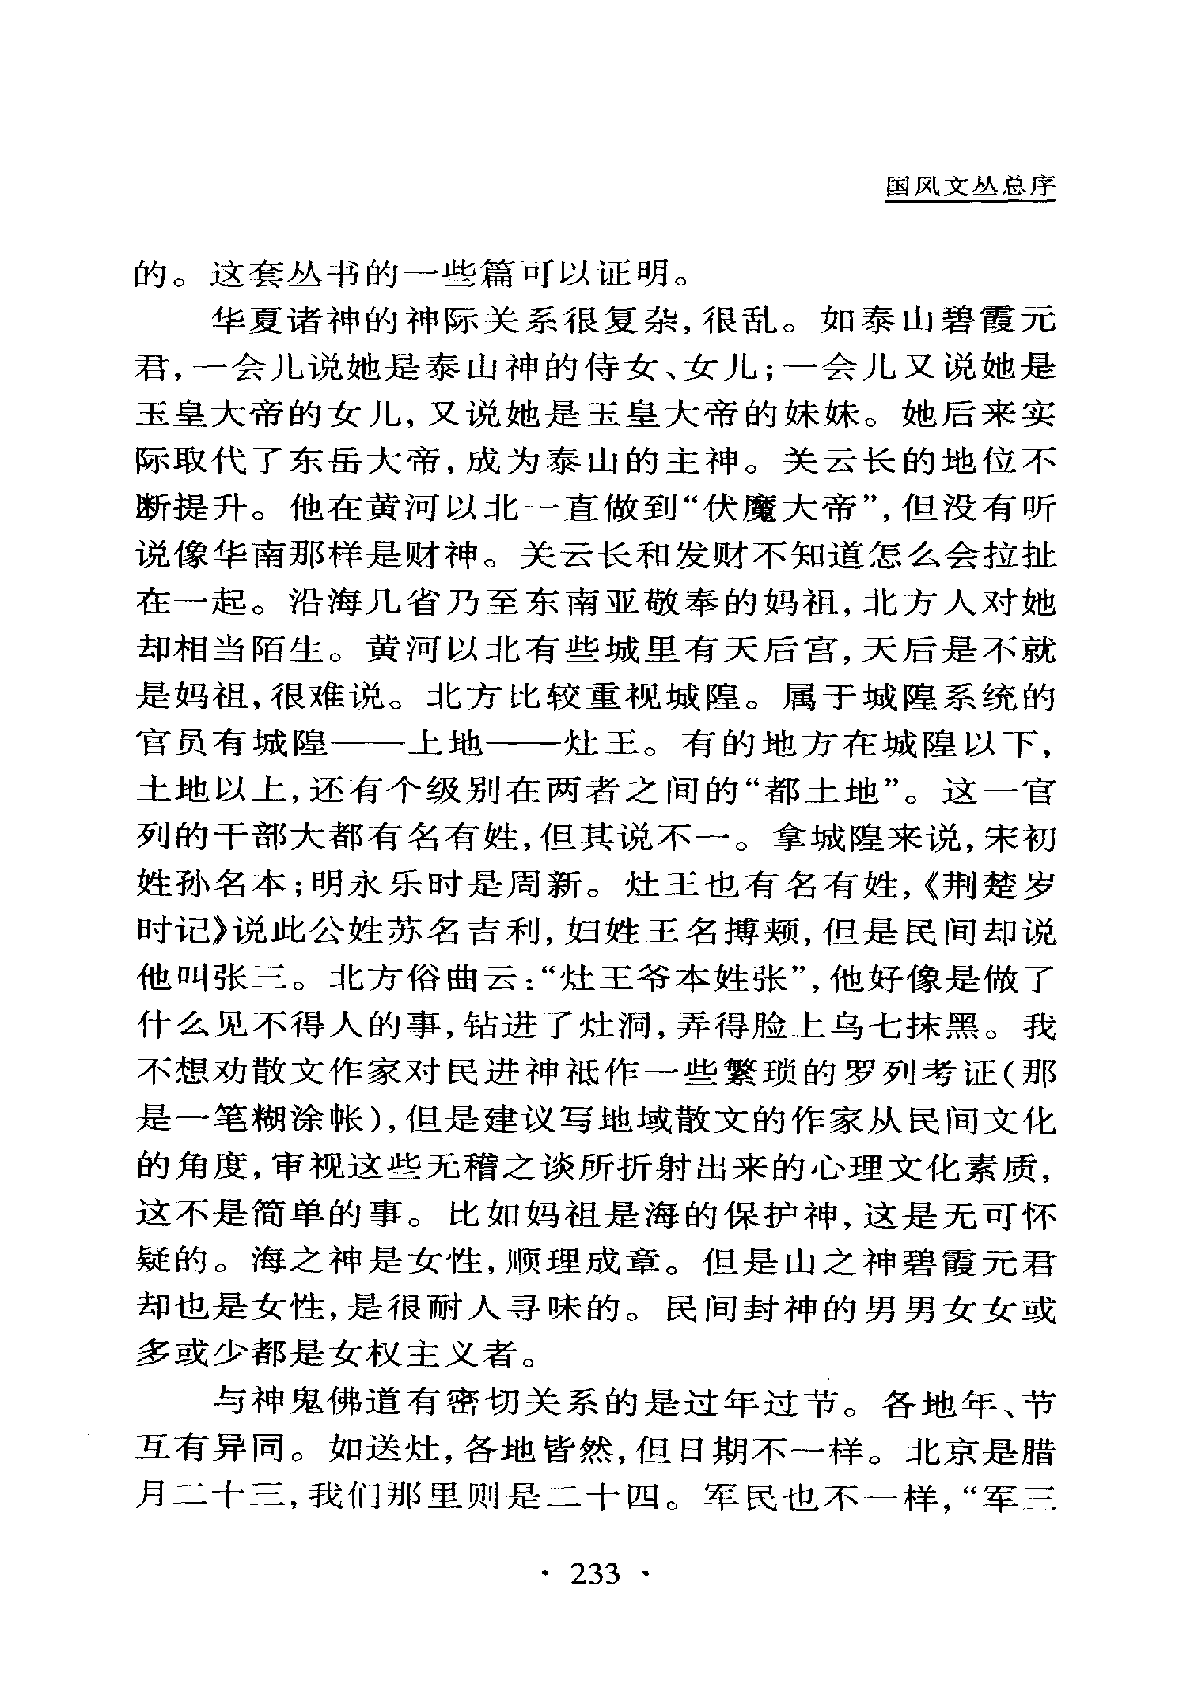 国风文丛总序
的。这套丛书的一些篇可以证明。
华夏诸神的神际关系很复杂,很乱。如泰山碧霞元
君,一会儿说她是泰山神的侍女、女儿;一会儿又说她是
玉皇大帝的女儿,又说她是玉皇大帝的妹妹。她后来实
际取代了东岳大帝,成为泰山的主神。关云长的地位不
断提升。他在黄河以北一直做到“伏魔大帝”,但没有听
说像华南那样是财神。关云长和发财不知道怎么会拉扯
在一起。沿海几省乃至东南亚敬奉的妈祖,北方人对她
却相当陌生。黄河以北有些城里有天后宫,天后是不就
是妈祖,很难说。北方比较重视城隍。属于城隍系统的
官员有城隍——土地——灶王。有的地方在城隍以下,
土地以上,还有个级别在两者之间的“都土地”。这一官
列的干部大都有名有姓,但其说不一。拿城隍来说,宋初
姓孙名本;明永乐时是周新。灶王也有名有姓,《荆楚岁
时记》说此公姓苏名吉利,妇姓王名搏颊,但是民间却说
他叫张三。北方俗曲云:“灶王爷本姓张”,他好像是做了
什么见不得人的事,钻进了灶洞,弄得脸上乌七抹黑。我
不想劝散文作家对民进神祗作一些繁琐的罗列考证(那
是一笔糊涂帐),但是建议写地域散文的作家从民间文化
的角度,审视这些无稽之谈所折射出来的心理文化素质,
这不是简单的事。比如妈祖是海的保护神,这是无可怀
疑的。海之神是女性,顺理成章。但是山之神碧霞元君
却也是女性,是很耐人寻味的。民间封神的男男女女或
多或少都是女权主义者。
与神鬼佛道有密切关系的是过年过节。各地年、节
互有异同。如送灶,各地皆然,但日期不一样。北京是腊
月二十三,我们那里则是二十四。军民也不一样,“军三
· 233 ·